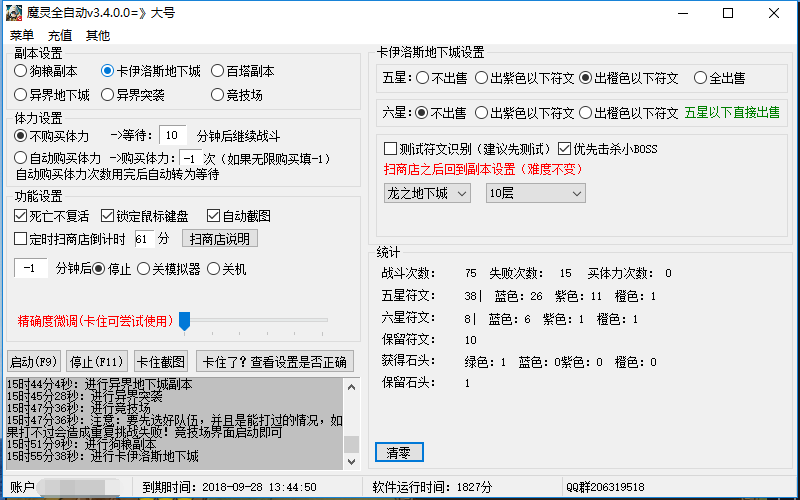 魔灵全自动v3.4.0.0=》大号
菜单 充值 其他
副本设置
狗粮副本 卡伊洛斯地下城 百塔副本
异界地下城 异界突袭 竞技场
体力设置
不购买体力 ->等待: 10 分钟后继续战斗
自动购买体力 ->购买体力: -1 次（如果无限购买填-1）
自动购买体力次数用完后自动转为等待
功能设置
死亡不复活 锁定鼠标键盘 自动截图
定时扫商店倒计时 61 分 扫商店说明
-1 分钟后 停止 关模拟器 关机
精确度微调(卡住可尝试使用)
启动(F9) 停止(F11) 卡住截图 卡住了？查看设置是否正确
15时44分4秒: 进行异界地下城副本
15时45分28秒: 进行异界突袭
15时47分36秒: 进行竞技场
15时47分36秒: 注意: 要先选好队伍，并且是能打过的情况，如
果打不过会造成重复挑战失败！竞技场界面启动即可
15时51分9秒: 进行狗粮副本
15时55分38秒: 进行卡伊洛斯地下城
卡伊洛斯地下城设置
五星: 不出售 出紫色以下符文 出橙色以下符文 全出售
六星: 不出售 出紫色以下符文 出橙色以下符文 五星以下直接出售
测试符文识别（建议先测试） 优先击杀小BOSS
扫商店之后回到副本设置（难度不变）
龙之地下城 10层
统计
战斗次数: 75 失败次数: 15 买体力次数: 0
五星符文: 38| 蓝色: 26 紫色: 11 橙色: 1
六星符文: 8| 蓝色: 6 紫色: 1 橙色: 1
保留符文: 10
获得石头: 绿色: 1 蓝色: 0紫色: 0 橙色: 0
保留石头: 1
清零
账户 到期时间: 2018-09-28 13:44:50 软件运行时间: 1827分 QQ群206319518